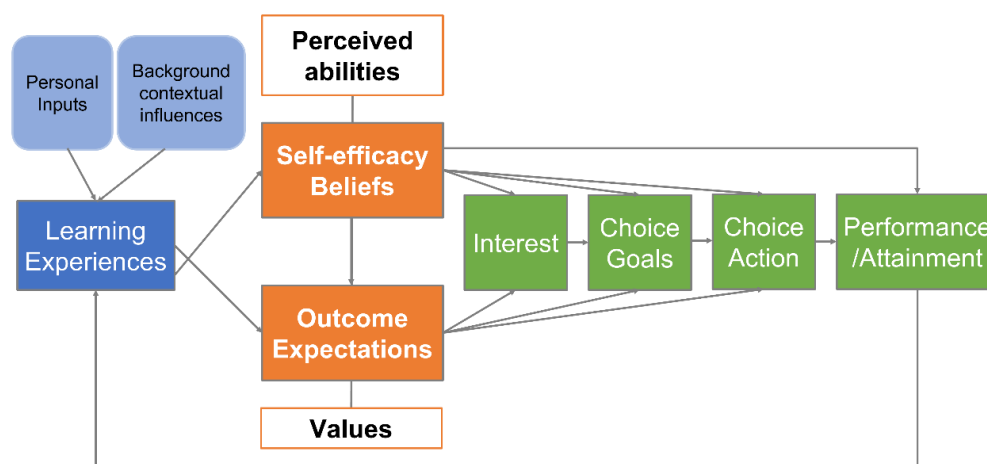 Personal
Inputs
Background
contextual
influences
Perceived
abilities
Self-efficacy
Beliefs
Learning
Experiences
Interest
Choice
Goals
Choice
Action
Performance
/Attainment
Outcome
Expectations
Values